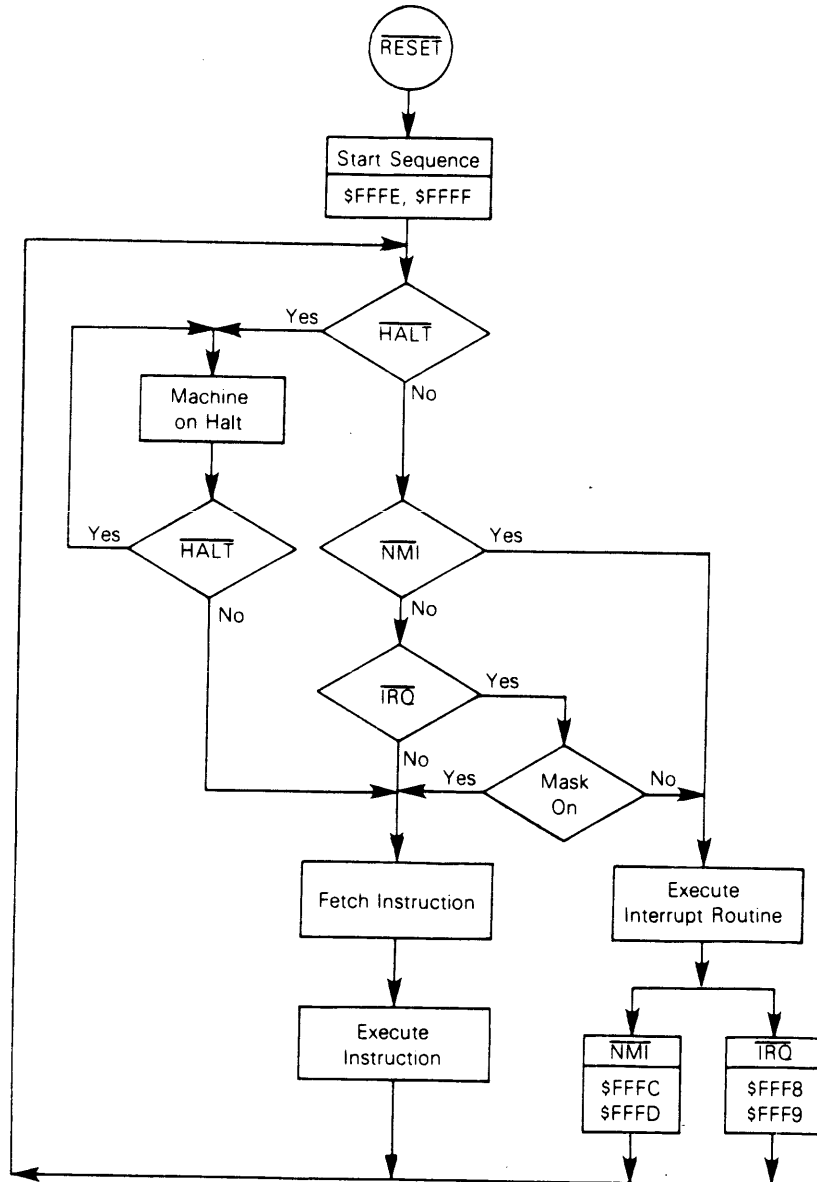 RESET
Start Sequence
$FFFE, $FFFF
Yes
HALT
No
Machine
on Halt
Yes
HALT
No
NMI
Yes
No
IRQ
Yes
No
Yes
Mask
On
No
Fetch Instruction
Execute
Interrupt Routine
Execute
Instruction
NMI
$FFFC
$FFFD
IRQ
$FFF8
$FFF9